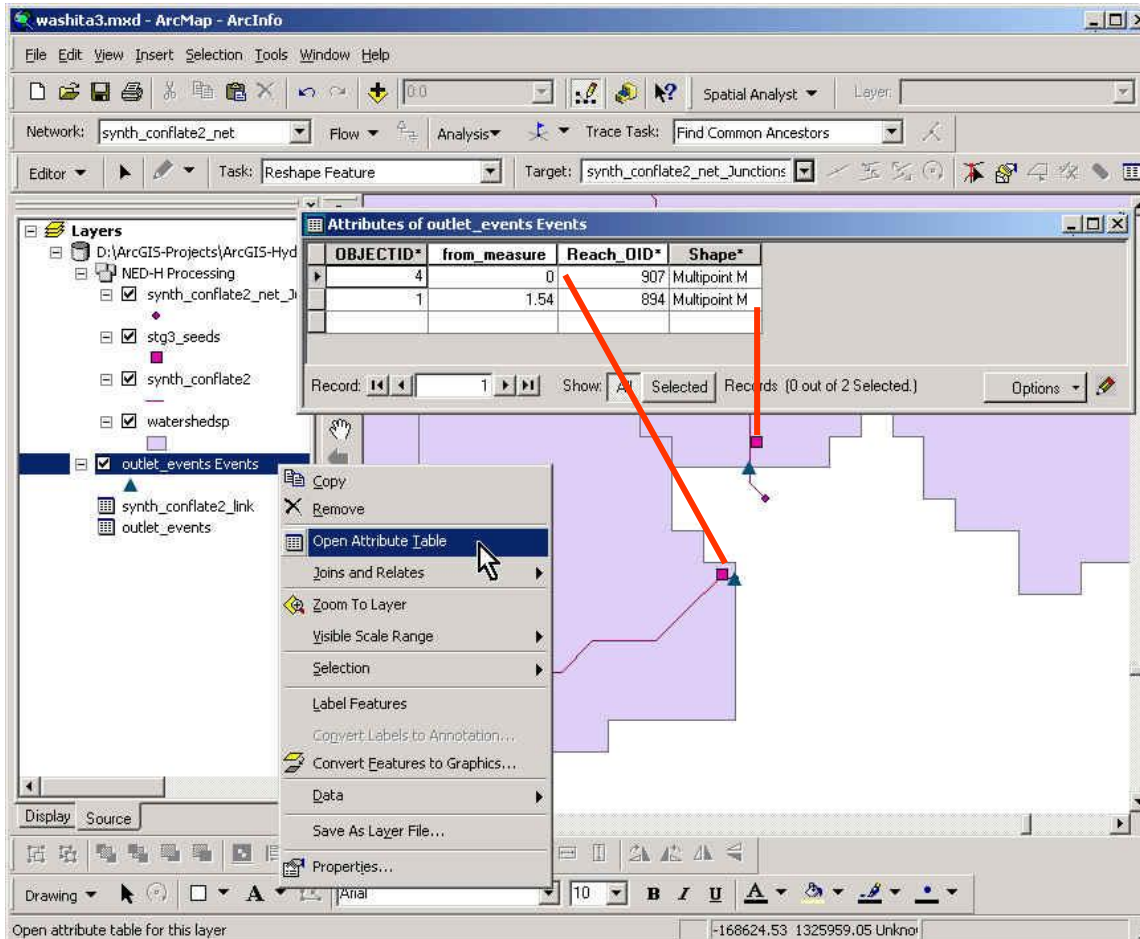 washita3.mxd - ArcMap - ArcInfo
File Edit View Insert Selection Tools Window Help
0:0 Spatial Analyst Layer:
Network: synth_conflate2_net Flow Analysis Trace Task: Find Common Ancestors
Editor Task: Reshape Feature Target: synth_conflate2_net_Junctions
Layers
D:\ArcGIS-Projects\ArcGIS-Hyd
NED-H Processing
synth_conflate2_net_J
stg3_seeds
synth_conflate2
watershedsp
outlet_events Events
synth_conflate2_link
outlet_events
Attributes of outlet_events Events
OBJECTID* from_measure Reach_OID* Shape*
4 0 907 Multipoint M
1 1.54 894 Multipoint M
Record: 1 Show: All Selected Records (0 out of 2 Selected.) Options
Copy
Remove
Open Attribute Table
Joins and Relates
Zoom To Layer
Visible Scale Range
Selection
Label Features
Convert Labels to Annotation...
Convert Features to Graphics...
Data
Save As Layer File...
Properties...
Display Source
Drawing A Arial 10 B I U A
Open attribute table for this layer -168624.53 1325959.05 Unkno